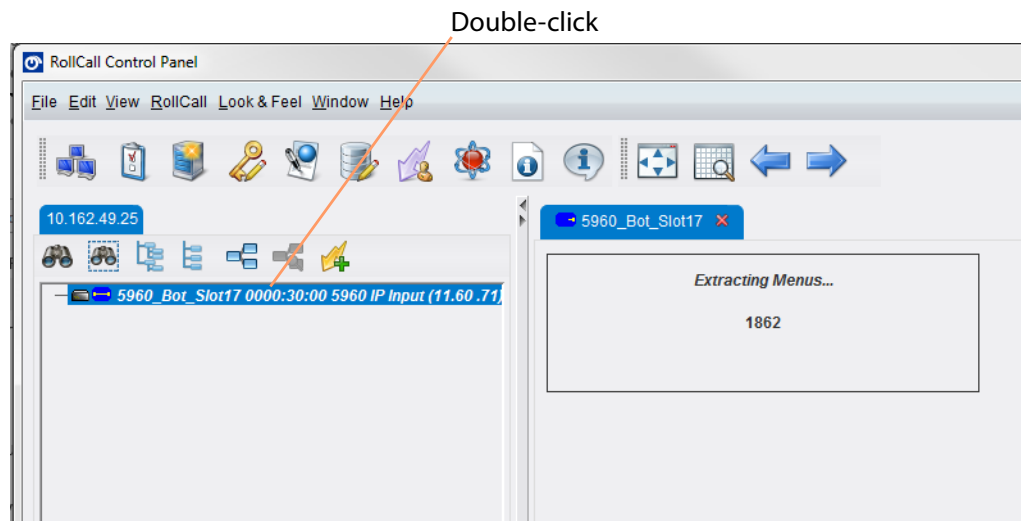 Double-click
RollCall Control Panel
File Edit View RollCall Look & Feel Window Help
10.162.49.25
5960_Bot_Slot17
5960_Bot_Slot17 0000:30:00 5960 IP Input (11.60 .71)
Extracting Menus...
1862